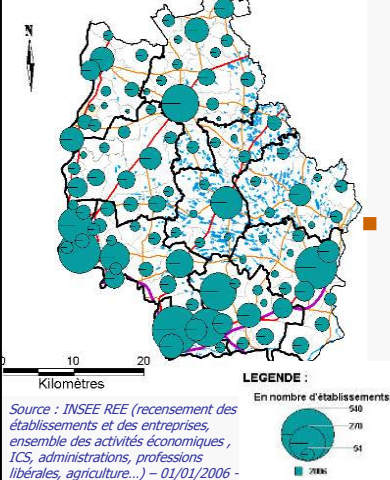 N
0 10 20
Kilomètres
LEGENDE :
En nombre d'établissements
540
270
54
2006
Source : INSEE REE (recensement des
établissements et des entreprises,
ensemble des activités économiques ,
ICS, administrations, professions
libérales, agriculture...) – 01/01/2006 -